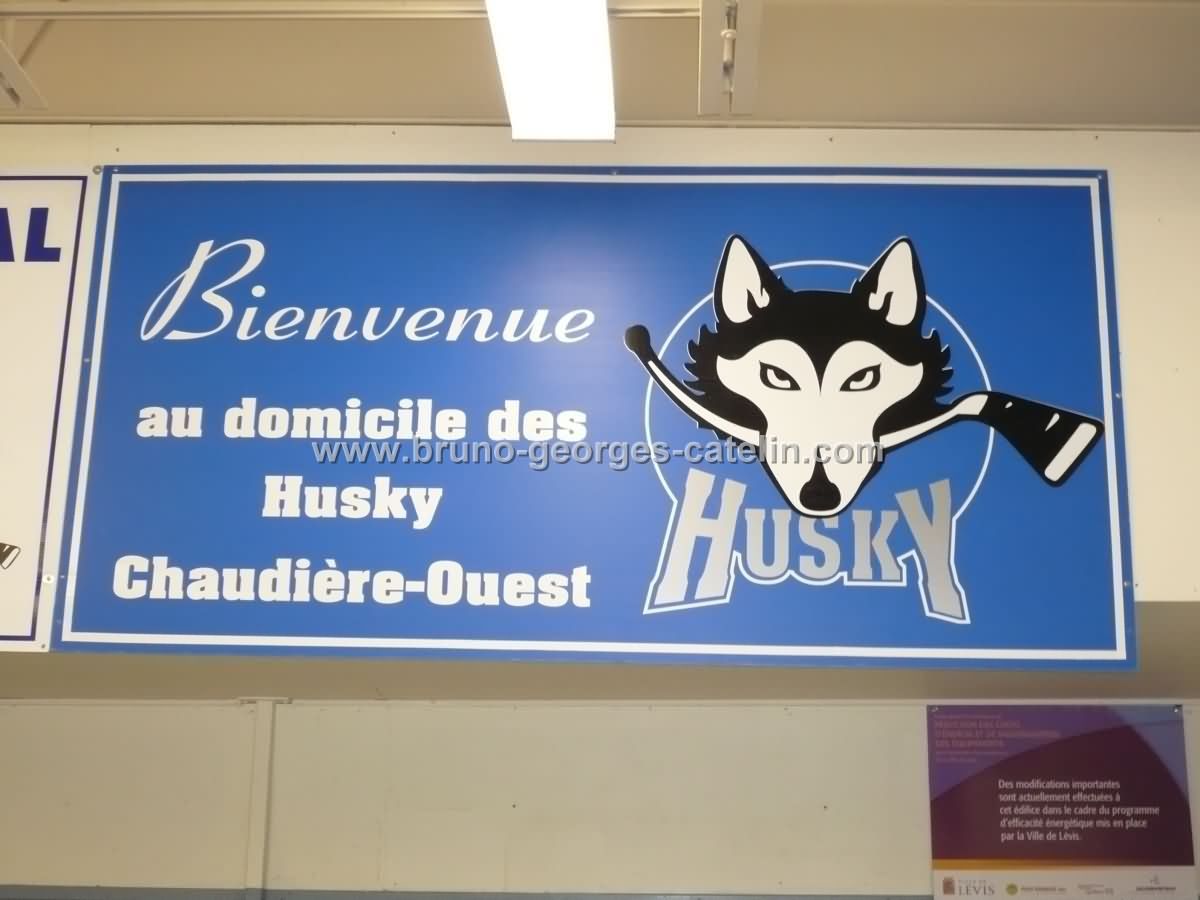 AL
Bienvenue
au domicile des
Husky
Chaudière-Ouest
HUSKY
www.bruno-georges-catelin.com
DES ÉQUIPEMENTS
Des modifications importantes
sont actuellement effectuées à
cet édifice dans le cadre du programme
d'efficacité énergétique mis en place
par la Ville de Lévis.
LÉVIS